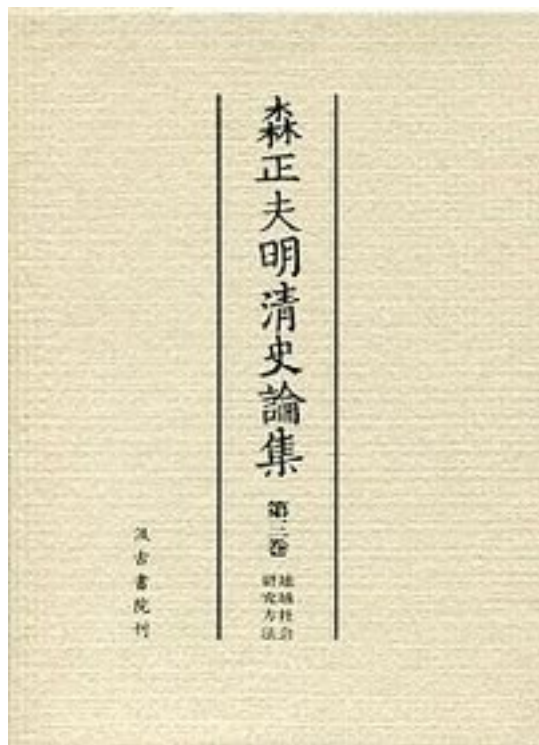 森正夫明清史論集
第三巻
地域社会
研究方法
汲古書院刊